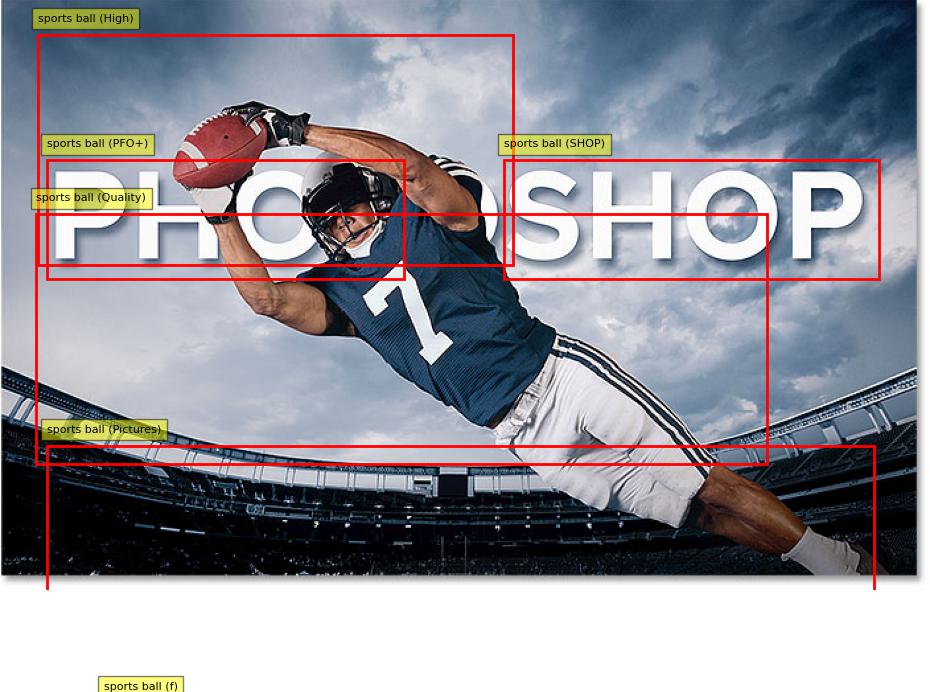 sports ball (High)
sports ball (PFO+) sports ball (SHOP)
sports ball (Quality)
PHOTOSHOP
7
sports ball (Pictures)
sports ball (f)